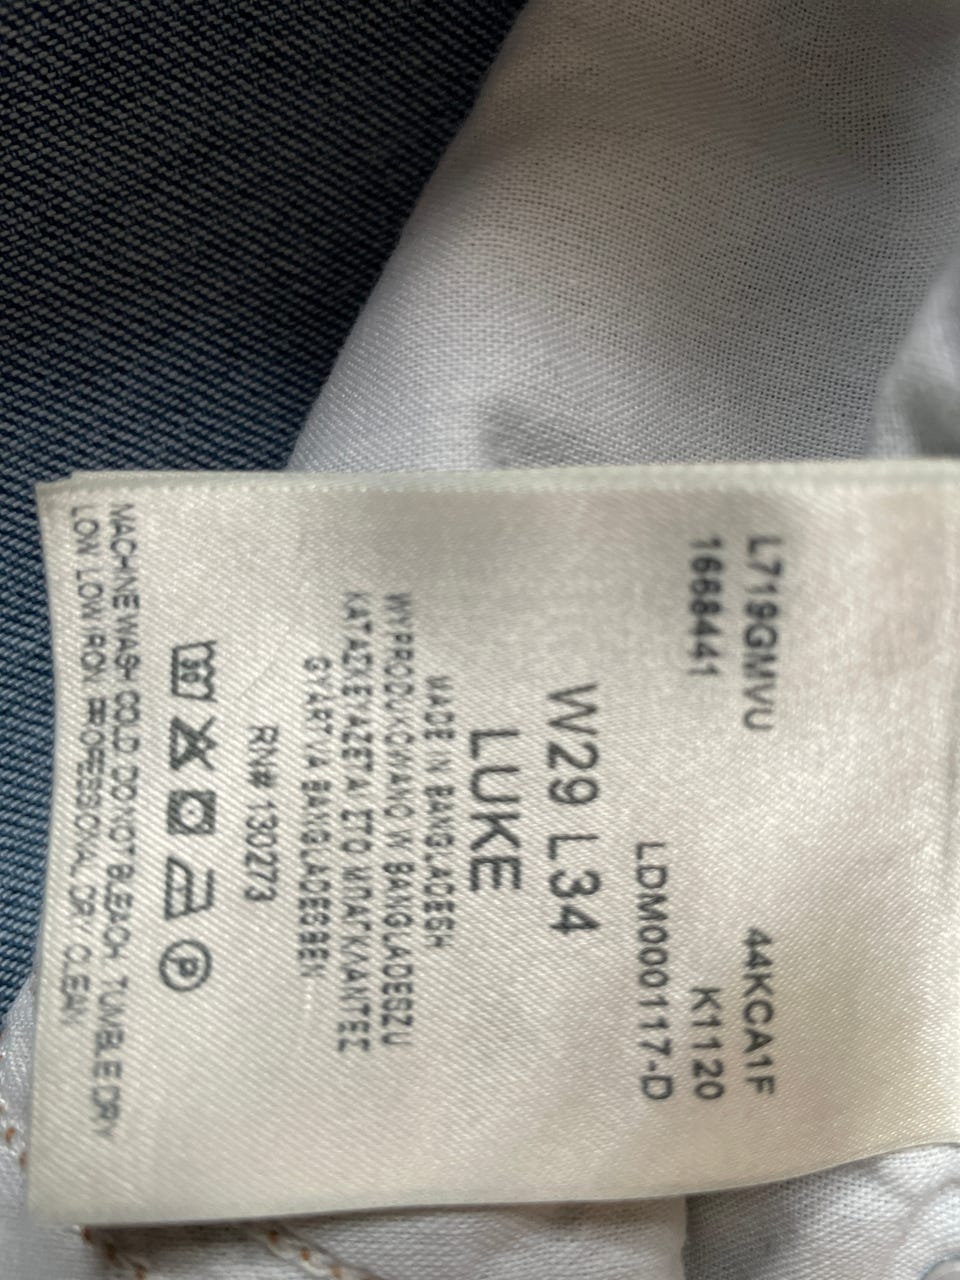 L719GMVU 44KCA1F
1668441 K1120
LDM000117-D
W29 L34
LUKE
MADE IN BANGLADESH
WYPRODUKOWANO W BANGLADESZU
ΚΑΤΑΣΚΕΥΑΖΕΤΑΙ ΣΤΟ ΜΠΑΓΚΛΑΝΤΕΣ
GYÁRTVA BANGLADESBEN
RN# 130273
30 P
MACHINE WASH COLD DO NOT BLEACH TUMBLE DRY
LOW LOW IRON PROFESSIONAL DRY CLEAN